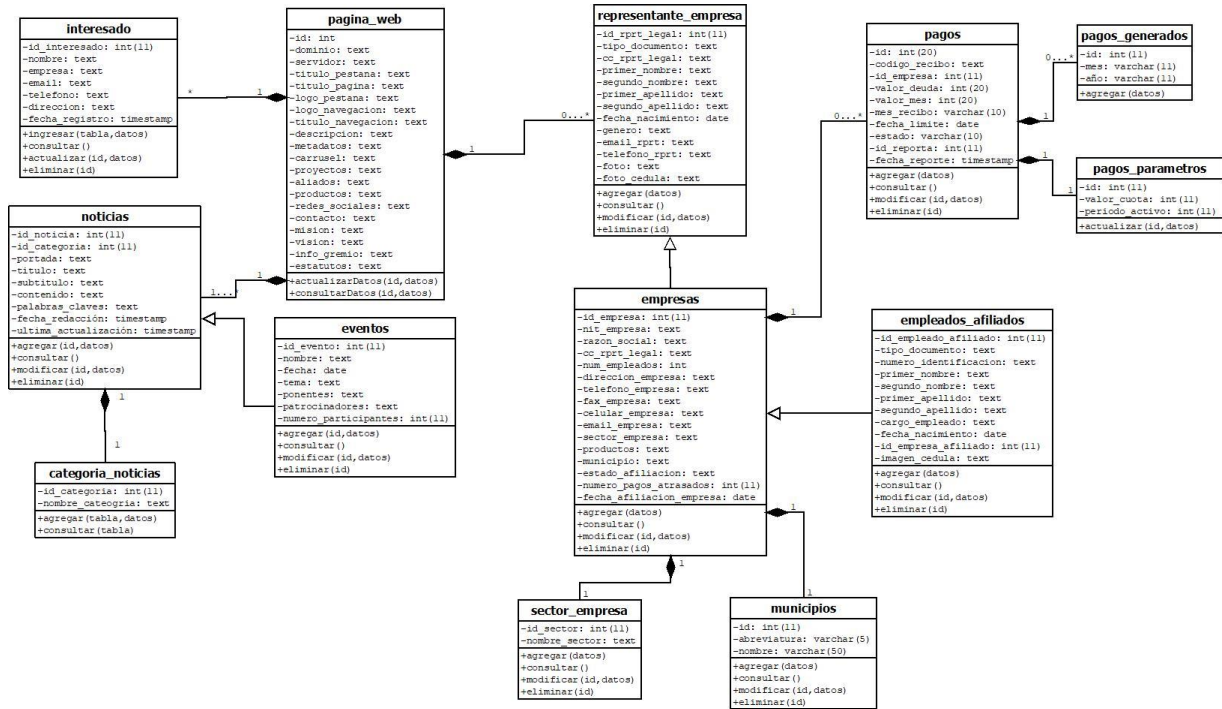 interesado
-id_interesado: int(11)
-nombre: text
-empresa: text
-email: text
-telefono: text
-direccion: text
-fecha_registro: timestamp
+ingresar(tabla,datos)
+consultar()
+actualizar(id,datos)
+eliminar(id)
*
1
pagina_web
-id: int
-dominio: text
-servidor: text
-titulo_pestana: text
-titulo_pagina: text
-logo_pestana: text
-logo_navegacion: text
-titulo_navegacion: text
-descripcion: text
-metadatos: text
-carrusel: text
-proyectos: text
-aliados: text
-productos: text
-redes_sociales: text
-contacto: text
-mision: text
-vision: text
-info_gremio: text
-estatutos: text
+actualizarDatos(id,datos)
+consultarDatos(id,datos)
1
0...*
representante_empresa
-id_rprt_legal: int(11)
-tipo_documento: text
-cc_rprt_legal: text
-primer_nombre: text
-segundo_nombre: text
-primer_apellido: text
-segundo_apellido: text
-fecha_nacimiento: date
-genero: text
-email_rprt: text
-telefono_rprt: text
-foto: text
-foto_cedula: text
+agregar(datos)
+consultar()
+modificar(id,datos)
+eliminar(id)
0...*
pagos
-id: int(20)
-codigo_recibo: text
-id_empresa: int(11)
-valor_deuda: int(20)
-valor_mes: int(20)
-mes_recibo: varchar(10)
-fecha_limite: date
-estado: varchar(10)
-id_reporta: int(11)
-fecha_reporte: timestamp
+agregar(datos)
+consultar()
+modificar(id,datos)
+eliminar(id)
1
0...*
pagos_generados
-id: int(11)
-mes: varchar(11)
-año: varchar(11)
+agregar(datos)
1
1
pagos_parametros
-id: int(11)
-valor_cuota: int(11)
-periodo_activo: int(11)
+actualizar(id,datos)
noticias
-id_noticia: int(11)
-id_categoria: int(11)
-portada: text
-titulo: text
-subtitulo: text
-contenido: text
-palabras_claves: text
-fecha_redacción: timestamp
-ultima_actualización: timestamp
+agregar(id,datos)
+consultar()
+modificar(id,datos)
+eliminar(id)
1...*
1
1
1
categoria_noticias
-id_categoria: int(11)
-nombre_cateogria: text
+agregar(tabla,datos)
+consultar(tabla)
eventos
-id_evento: int(11)
-nombre: text
-fecha: date
-tema: text
-ponentes: text
-patrocinadores: text
-numero_participantes: int(11)
+agregar(id,datos)
+consultar()
+modificar(id,datos)
+eliminar(id)
empresas
-id_empresa: int(11)
-nit_empresa: text
-razon_social: text
-cc_rprt_legal: text
-num_empleados: int
-direccion_empresa: text
-telefono_empresa: text
-fax_empresa: text
-celular_empresa: text
-email_empresa: text
-sector_empresa: text
-productos: text
-municipio: text
-estado_afiliacion: text
-numero_pagos_atrasados: int(11)
-fecha_afiliacion_empresa: date
+agregar(datos)
+consultar()
+modificar(id,datos)
+eliminar(id)
1
1
1
1
1
empleados_afiliados
-id_empleado_afiliado: int(11)
-tipo_documento: text
-numero_identificacion: text
-primer_nombre: text
-segundo_nombre: text
-primer_apellido: text
-segundo_apellido: text
-cargo_empleado: text
-fecha_nacimiento: date
-id_empresa_afiliado: int(11)
-imagen_cedula: text
+agregar(datos)
+consultar()
+modificar(id,datos)
+eliminar(id)
sector_empresa
-id_sector: int(11)
-nombre_sector: text
+agregar(datos)
+consultar()
+modificar(id,datos)
+eliminar(id)
municipios
-id: int(11)
-abreviatura: varchar(5)
-nombre: varchar(50)
+agregar(datos)
+consultar()
+modificar(id,datos)
+eliminar(id)